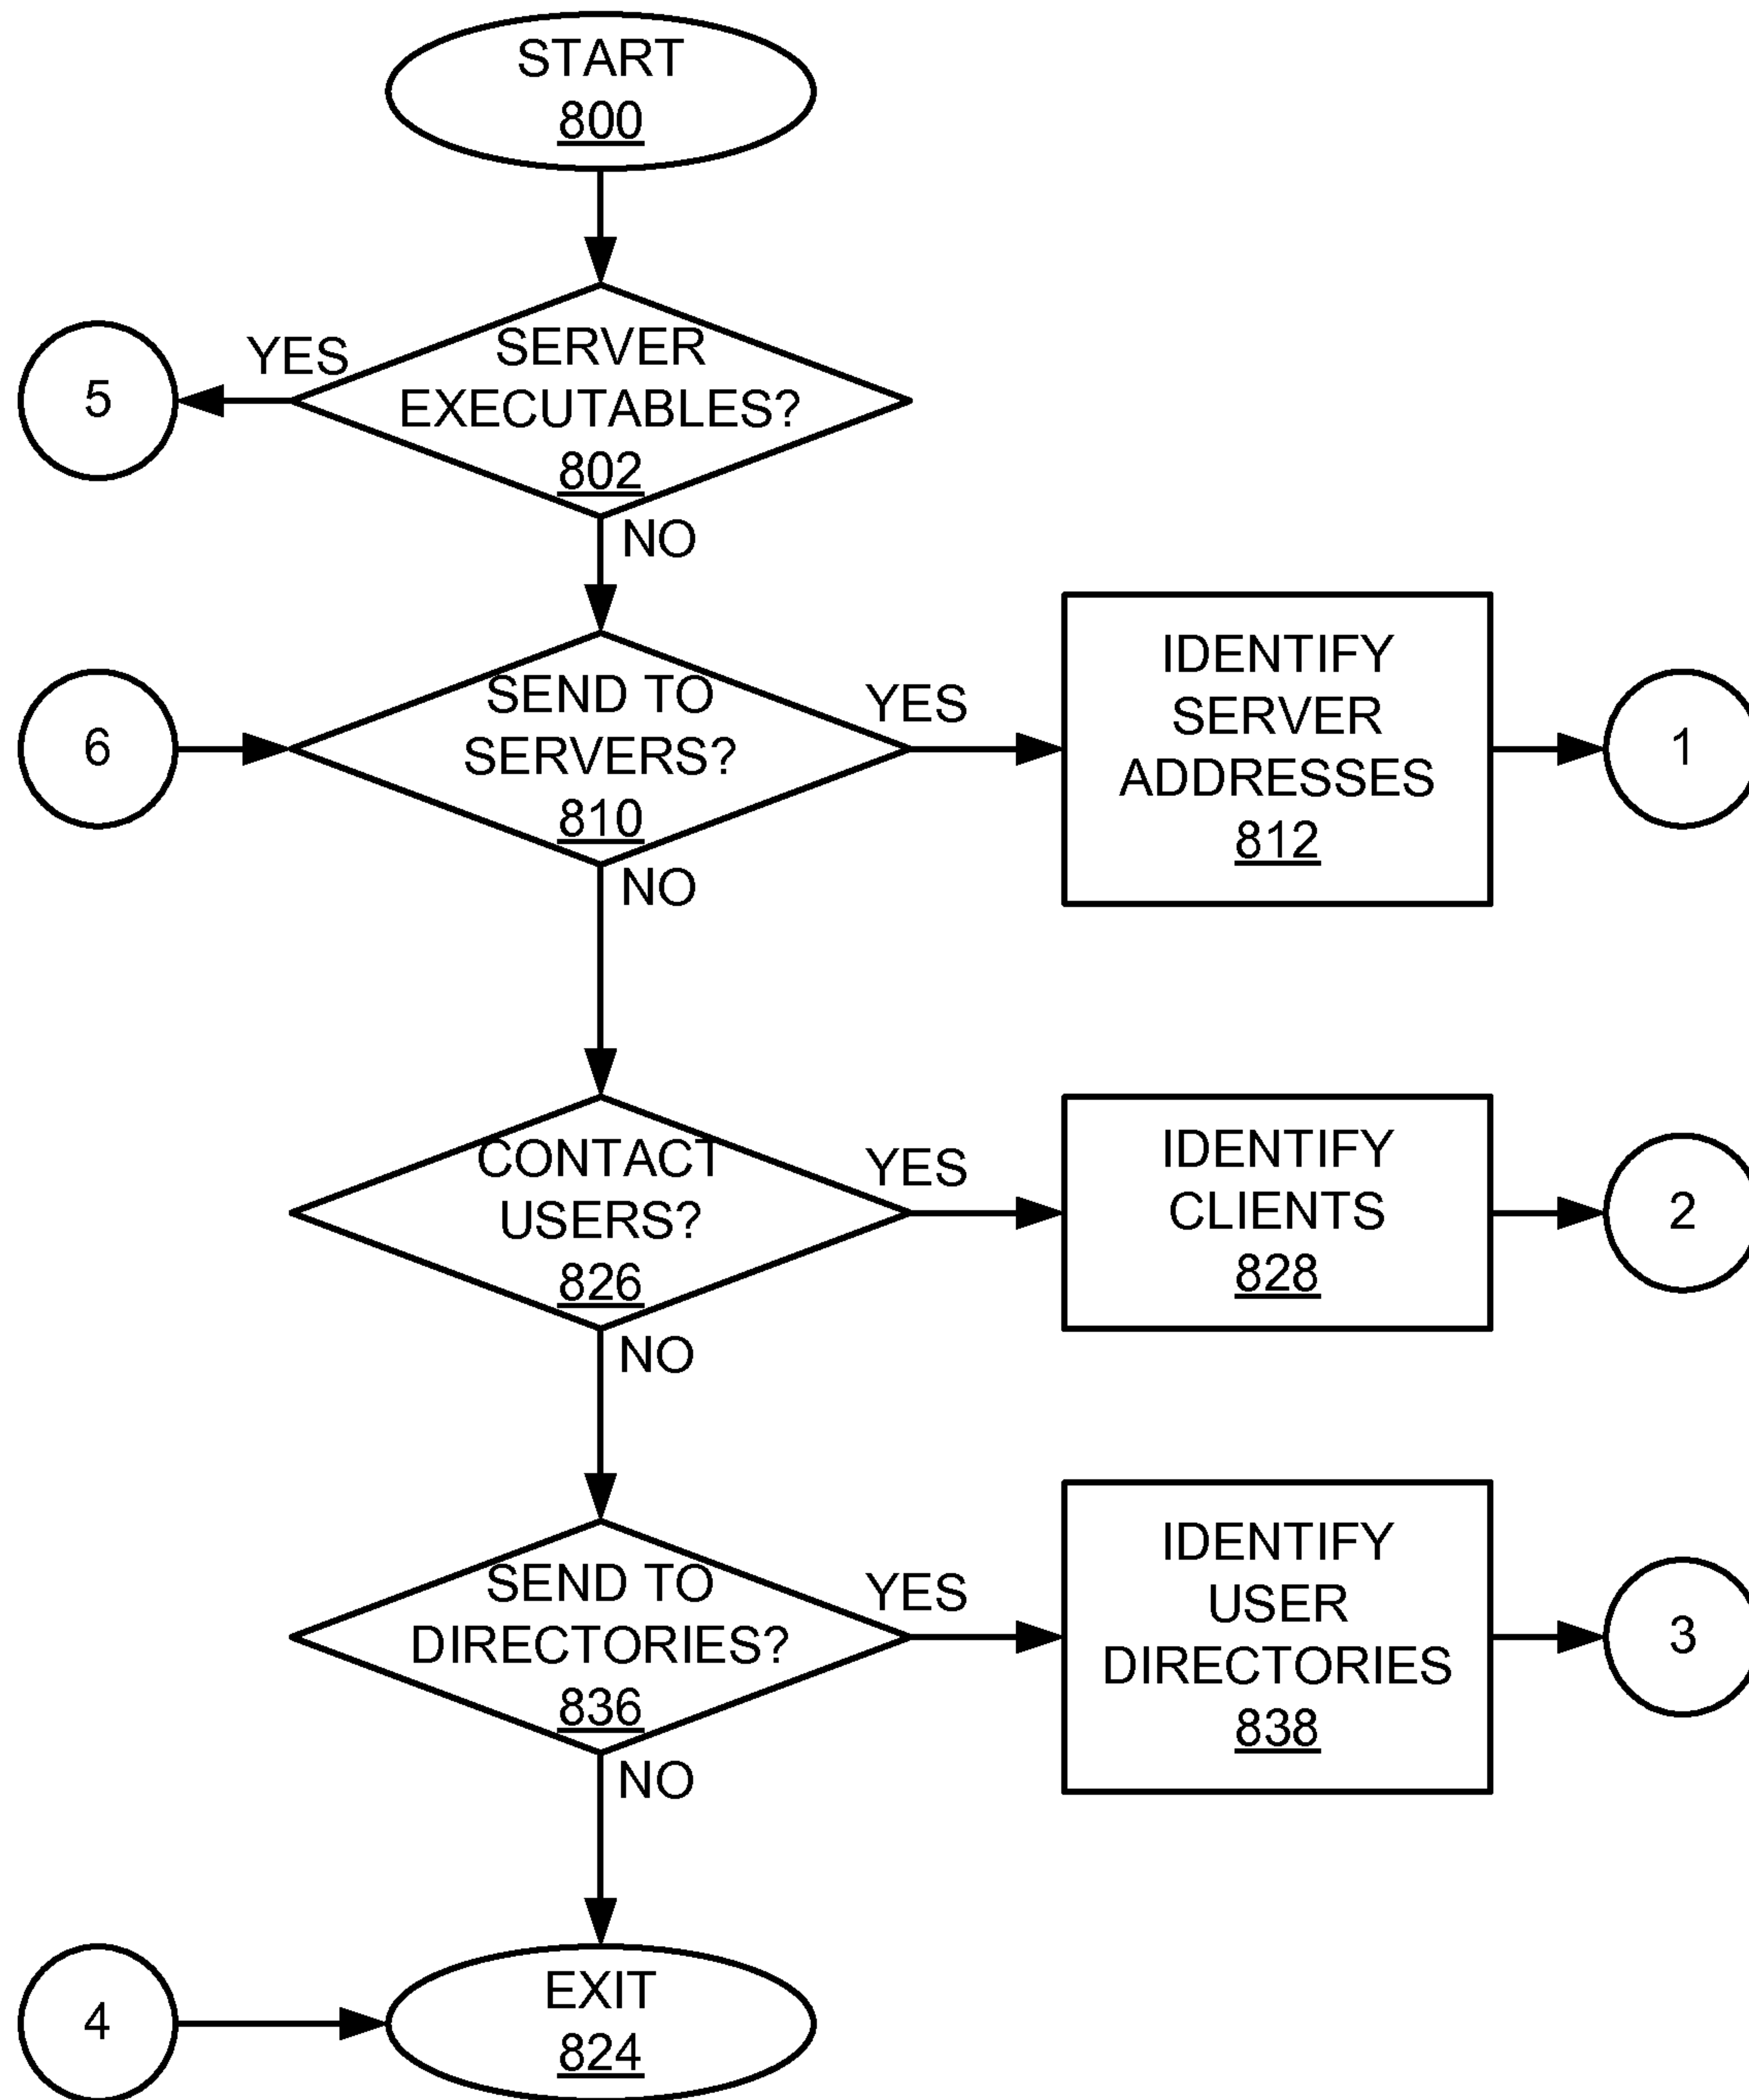 START
800
YES
SERVER
EXECUTABLES?
802
5
NO
6
SEND TO
SERVERS?
810
YES
IDENTIFY
SERVER
ADDRESSES
812
1
NO
CONTACT
USERS?
826
YES
IDENTIFY
CLIENTS
828
2
NO
SEND TO
DIRECTORIES?
836
YES
IDENTIFY
USER
DIRECTORIES
838
3
NO
4
EXIT
824